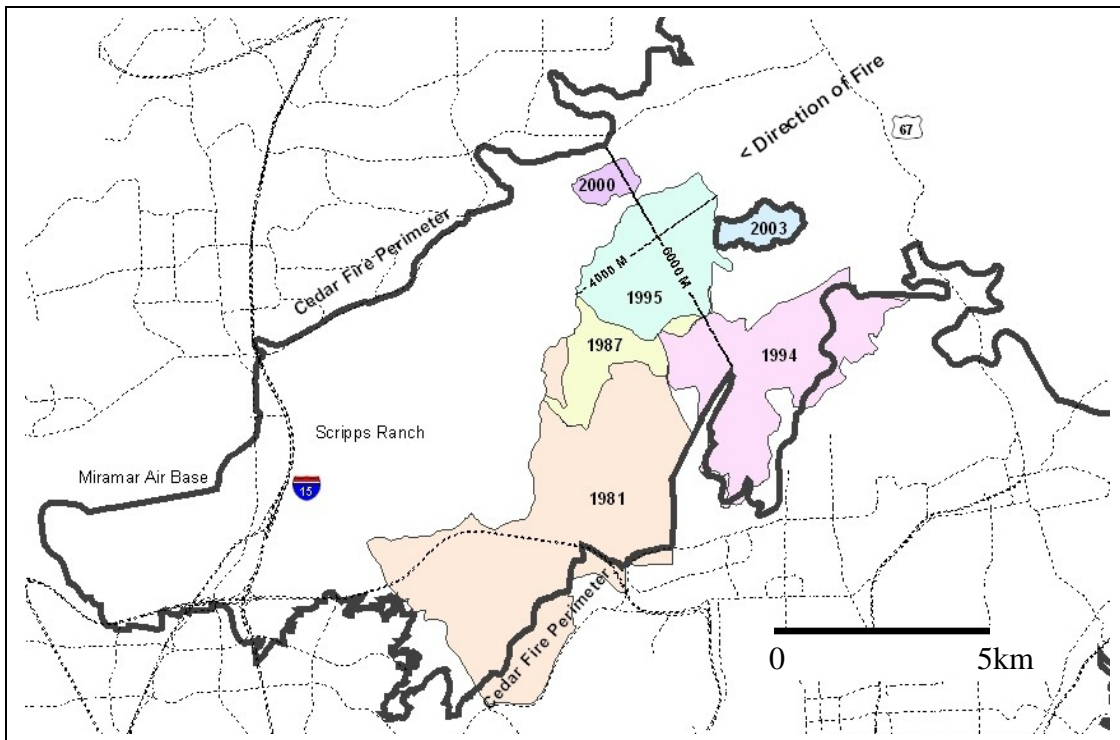 < Direction of Fire
67
2000
2003
Cedar Fire Perimeter
4000 M
6000 M
1995
1987
1994
Scripps Ranch
Miramar Air Base
15
1981
Cedar Fire Perimeter
0
5km